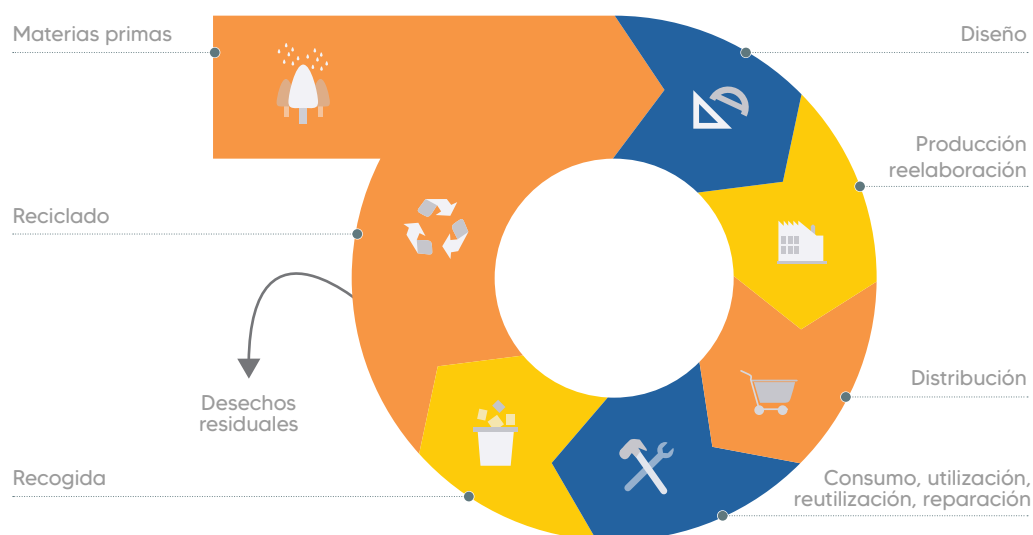 Materias primas
Diseño
Producción
reelaboración
Reciclado
Distribución
Desechos
residuales
Recogida
Consumo, utilización,
reutilización, reparación